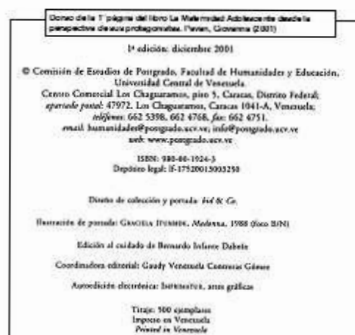 Dorso de la 1° página del libro La Maternidad Adolescente desde la
perspectiva de sus protagonistas. Pavan, Giovanna (2001)
1ª edición: diciembre 2001
© Comisión de Estudios de Postgrado, Facultad de Humanidades y Educación,
Universidad Central de Venezuela.
Centro Comercial Los Chaguaramos, piso 5, Caracas, Distrito Federal;
apartado postal: 47972, Los Chaguaramos, Caracas 1041-A, Venezuela;
teléfonos: 662 5398, 662 4768, fax: 662 4751.
email: humanidades@postgrado.ucv.ve; info@postgrado.ucv.ve
web: www.postgrado.ucv.ve
ISBN: 980-00-1924-3
Depósito legal: lf-17520015003250
Diseño de colección y portada: bid & Co.
Ilustración de portada: GRACIELA ITURBIDE, Madonna, 1988 (foto B/N)
Edición al cuidado de Bernardo Infante Daboín
Coordinadora editorial: Gaudy Venezuela Contreras Gómez
Autoedición electrónica: IMPRIMATUR, artes gráficas
Tiraje: 500 ejemplares
Impreso en Venezuela
Printed in Venezuela